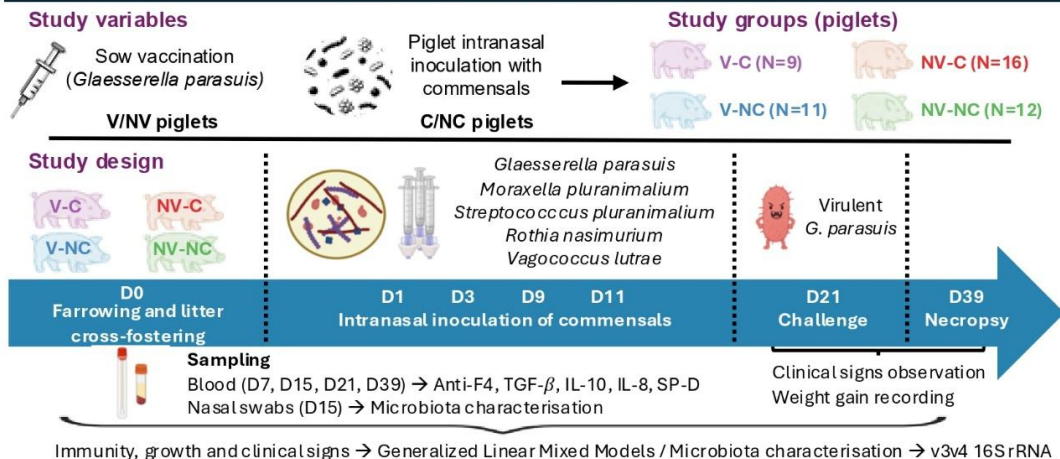 Study variables
Sow vaccination
(Glaesserella parasuis)
V/NV piglets
Piglet intranasal
inoculation with
commensals
C/NC piglets
Study groups (piglets)
V-C (N=9)
NV-C (N=16)
V-NC (N=11)
NV-NC (N=12)
Study design
V-C
NV-C
V-NC
NV-NC
Glaesserella parasuis
Moraxella pluranimalium
Streptococccus pluranimalium
Rothia nasimurium
Vagococcus lutrae
Virulent
G. parasuis
D0
Farrowing and litter
cross-fostering
D1 D3 D9 D11
Intranasal inoculation of commensals
D21
Challenge
D39
Necropsy
Sampling
Blood (D7, D15, D21, D39) → Anti-F4, TGF-β, IL-10, IL-8, SP-D
Nasal swabs (D15) → Microbiota characterisation
Clinical signs observation
Weight gain recording
Immunity, growth and clinical signs → Generalized Linear Mixed Models / Microbiota characterisation → v3v4 16S rRNA